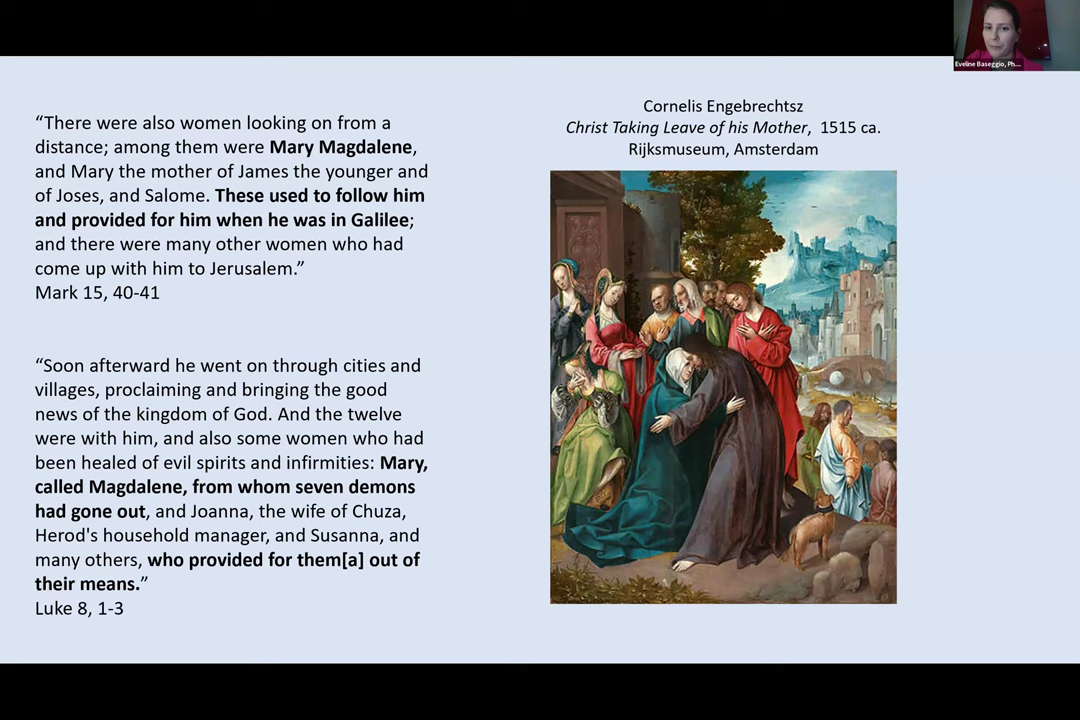 “There were also women looking on from a
distance; among them were Mary Magdalene,
and Mary the mother of James the younger and
of Joses, and Salome. These used to follow him
and provided for him when he was in Galilee;
and there were many other women who had
come up with him to Jerusalem.”
Mark 15, 40-41
“Soon afterward he went on through cities and
villages, proclaiming and bringing the good
news of the kingdom of God. And the twelve
were with him, and also some women who had
been healed of evil spirits and infirmities: Mary,
called Magdalene, from whom seven demons
had gone out, and Joanna, the wife of Chuza,
Herod's household manager, and Susanna, and
many others, who provided for them[a] out of
their means.”
Luke 8, 1-3
Cornelis Engebrechtsz
Christ Taking Leave of his Mother, 1515 ca.
Rijksmuseum, Amsterdam
Eveline Baseggio, Ph....